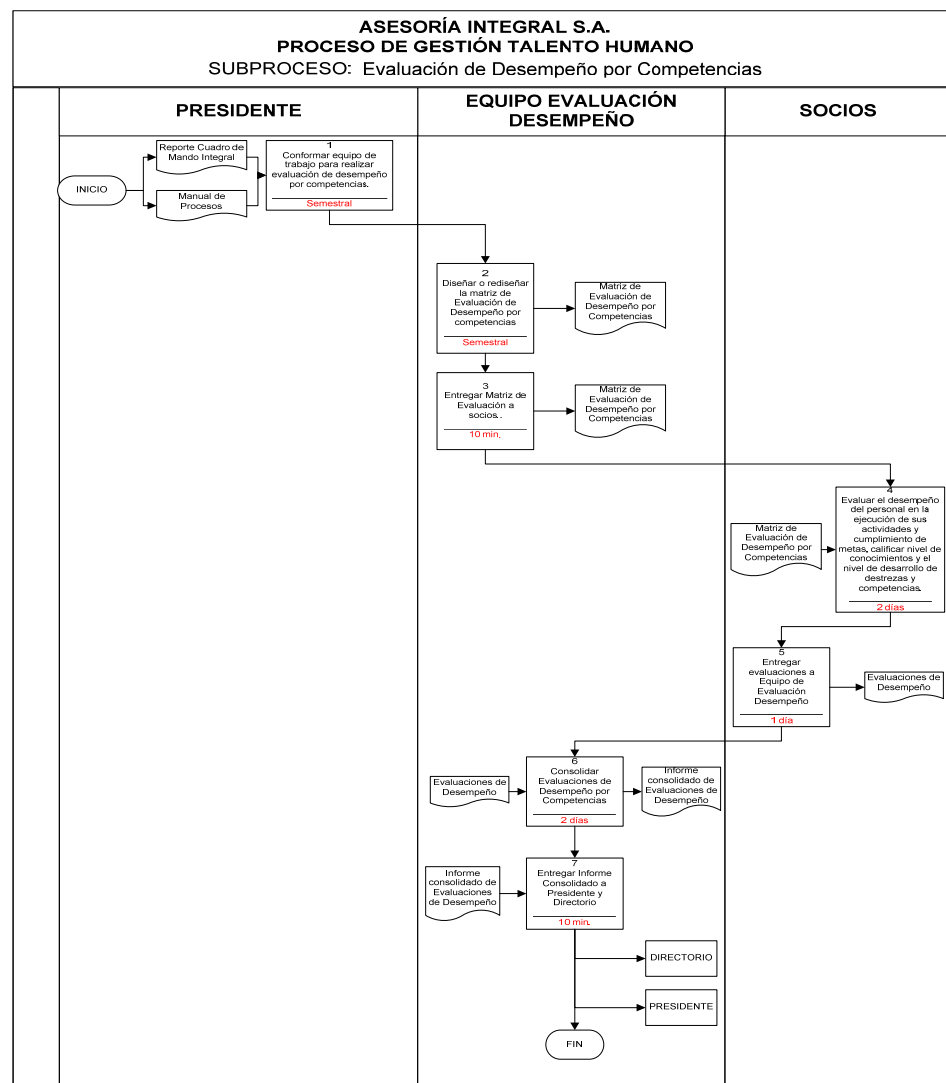 ASESORÍA INTEGRAL S.A.
PROCESO DE GESTIÓN TALENTO HUMANO
SUBPROCESO: Evaluación de Desempeño por Competencias
PRESIDENTE
EQUIPO EVALUACIÓN
DESEMPEÑO
SOCIOS
INICIO
Reporte Cuadro de
Mando Integral
Manual de
Procesos
1
Conformar equipo de
trabajo para realizar
evaluación de desempeño
por competencias.
Semestral
2
Diseñar o rediseñar
la matriz de
Evaluación de
Desempeño por
competencias
Semestral
Matriz de
Evaluación de
Desempeño por
Competencias
3
Entregar Matriz de
Evaluación a
socios..
10 min.
Matriz de
Evaluación de
Desempeño por
Competencias
Matriz de
Evaluación de
Desempeño por
Competencias
4
Evaluar el desempeño
del personal en la
ejecución de sus
actividades y
cumplimiento de
metas, calificar nivel de
conocimientos y el
nivel de desarrollo de
destrezas y
competencias.
2 días
5
Entregar
evaluaciones a
Equipo de
Evaluación
Desempeño
1 día
Evaluaciones de
Desempeño
Evaluaciones de
Desempeño
6
Consolidar
Evaluaciones de
Desempeño por
Competencias
2 días
Informe
consolidado de
Evaluaciones de
Desempeño
Informe
consolidado de
Evaluaciones
de Desempeño
7
Entregar Informe
Consolidado a
Presidente y
Directorio
10 min.
DIRECTORIO
PRESIDENTE
FIN